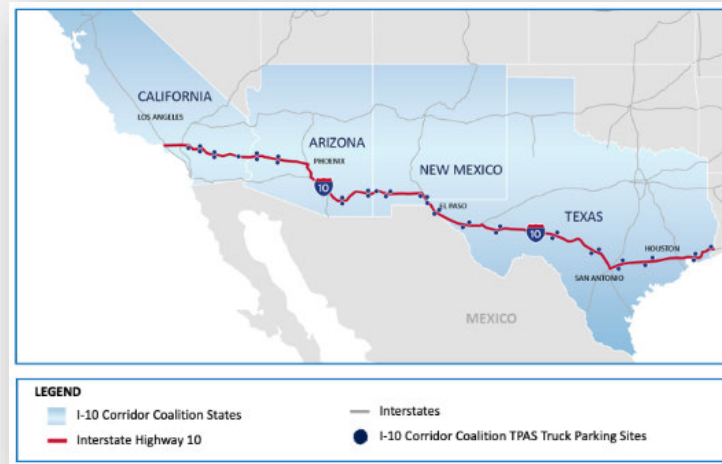 CALIFORNIA
LOS ANGELES
ARIZONA
PHOENIX
NEW MEXICO
10
EL PASO
TEXAS
10
HOUSTON
SAN ANTONIO
MEXICO
LEGEND
I-10 Corridor Coalition States
Interstates
Interstate Highway 10
I-10 Corridor Coalition TPAS Truck Parking Sites